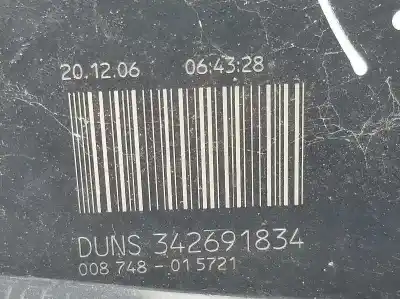 20.12.06 06:43:28
DUNS 342691834
008 748 - 01 5721